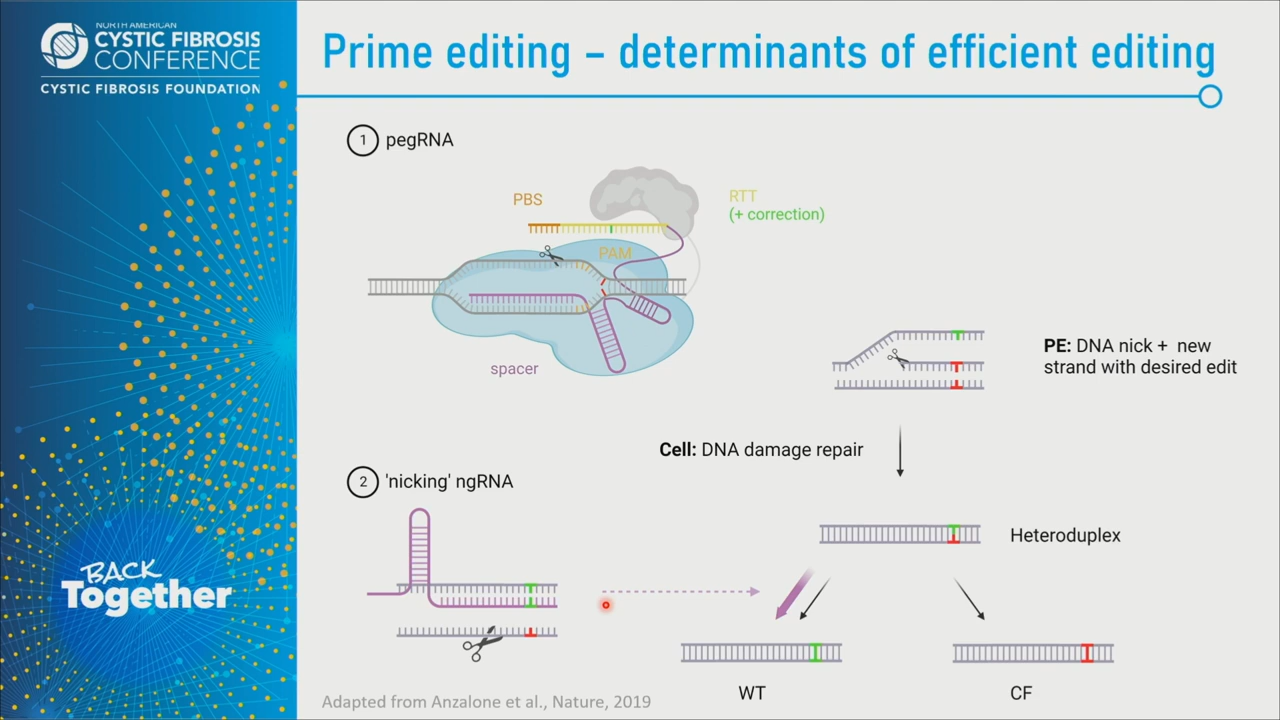 NORTH AMERICAN
CYSTIC FIBROSIS
CONFERENCE
CYSTIC FIBROSIS FOUNDATION
BACK
Together
Prime editing – determinants of efficient editing
1 pegRNA
PBS
RTT
(+ correction)
PAM
spacer
PE: DNA nick + new
strand with desired edit
Cell: DNA damage repair
2 'nicking' ngRNA
Heteroduplex
WT
CF
Adapted from Anzalone et al., Nature, 2019